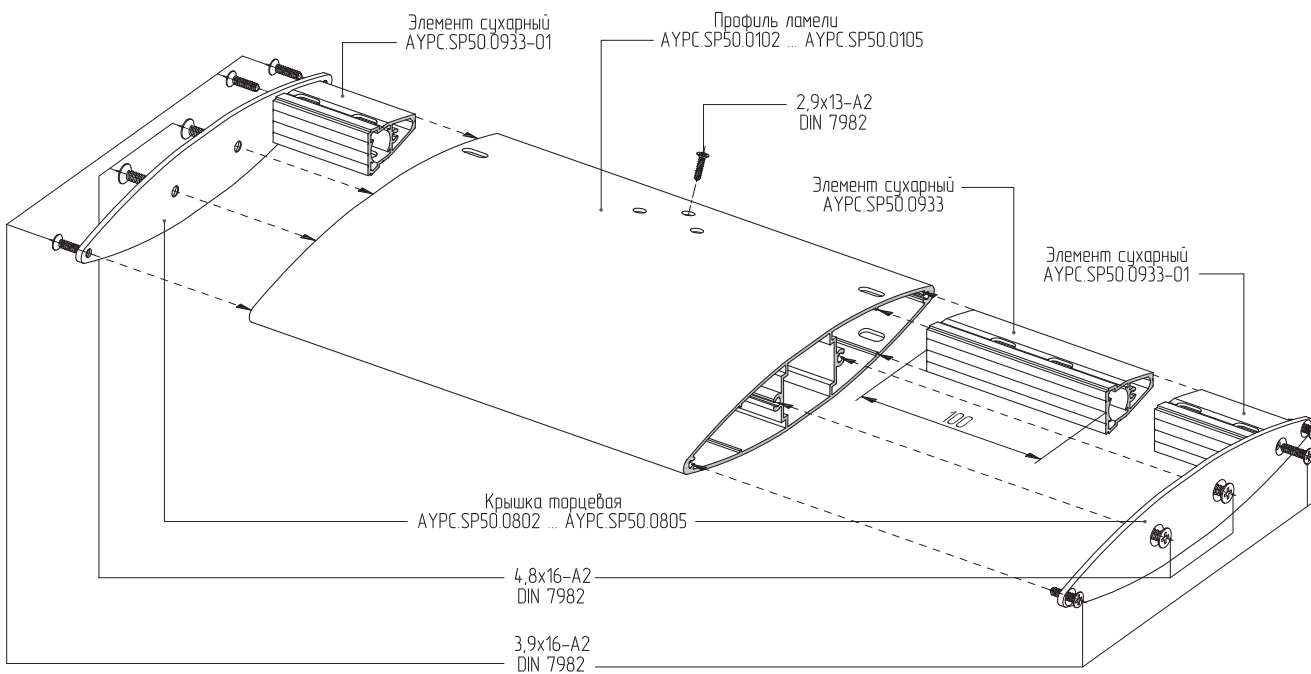 Элемент сухарный
AYPC.SP50.0933-01
Профиль ламели
AYPC.SP50.0102 ... AYPC.SP50.0105
2,9x13-A2
DIN 7982
Элемент сухарный
AYPC.SP50.0933
Элемент сухарный
AYPC.SP50.0933-01
100
Крышка торцевая
AYPC.SP50.0802 ... AYPC.SP50.0805
4,8x16-A2
DIN 7982
3,9x16-A2
DIN 7982